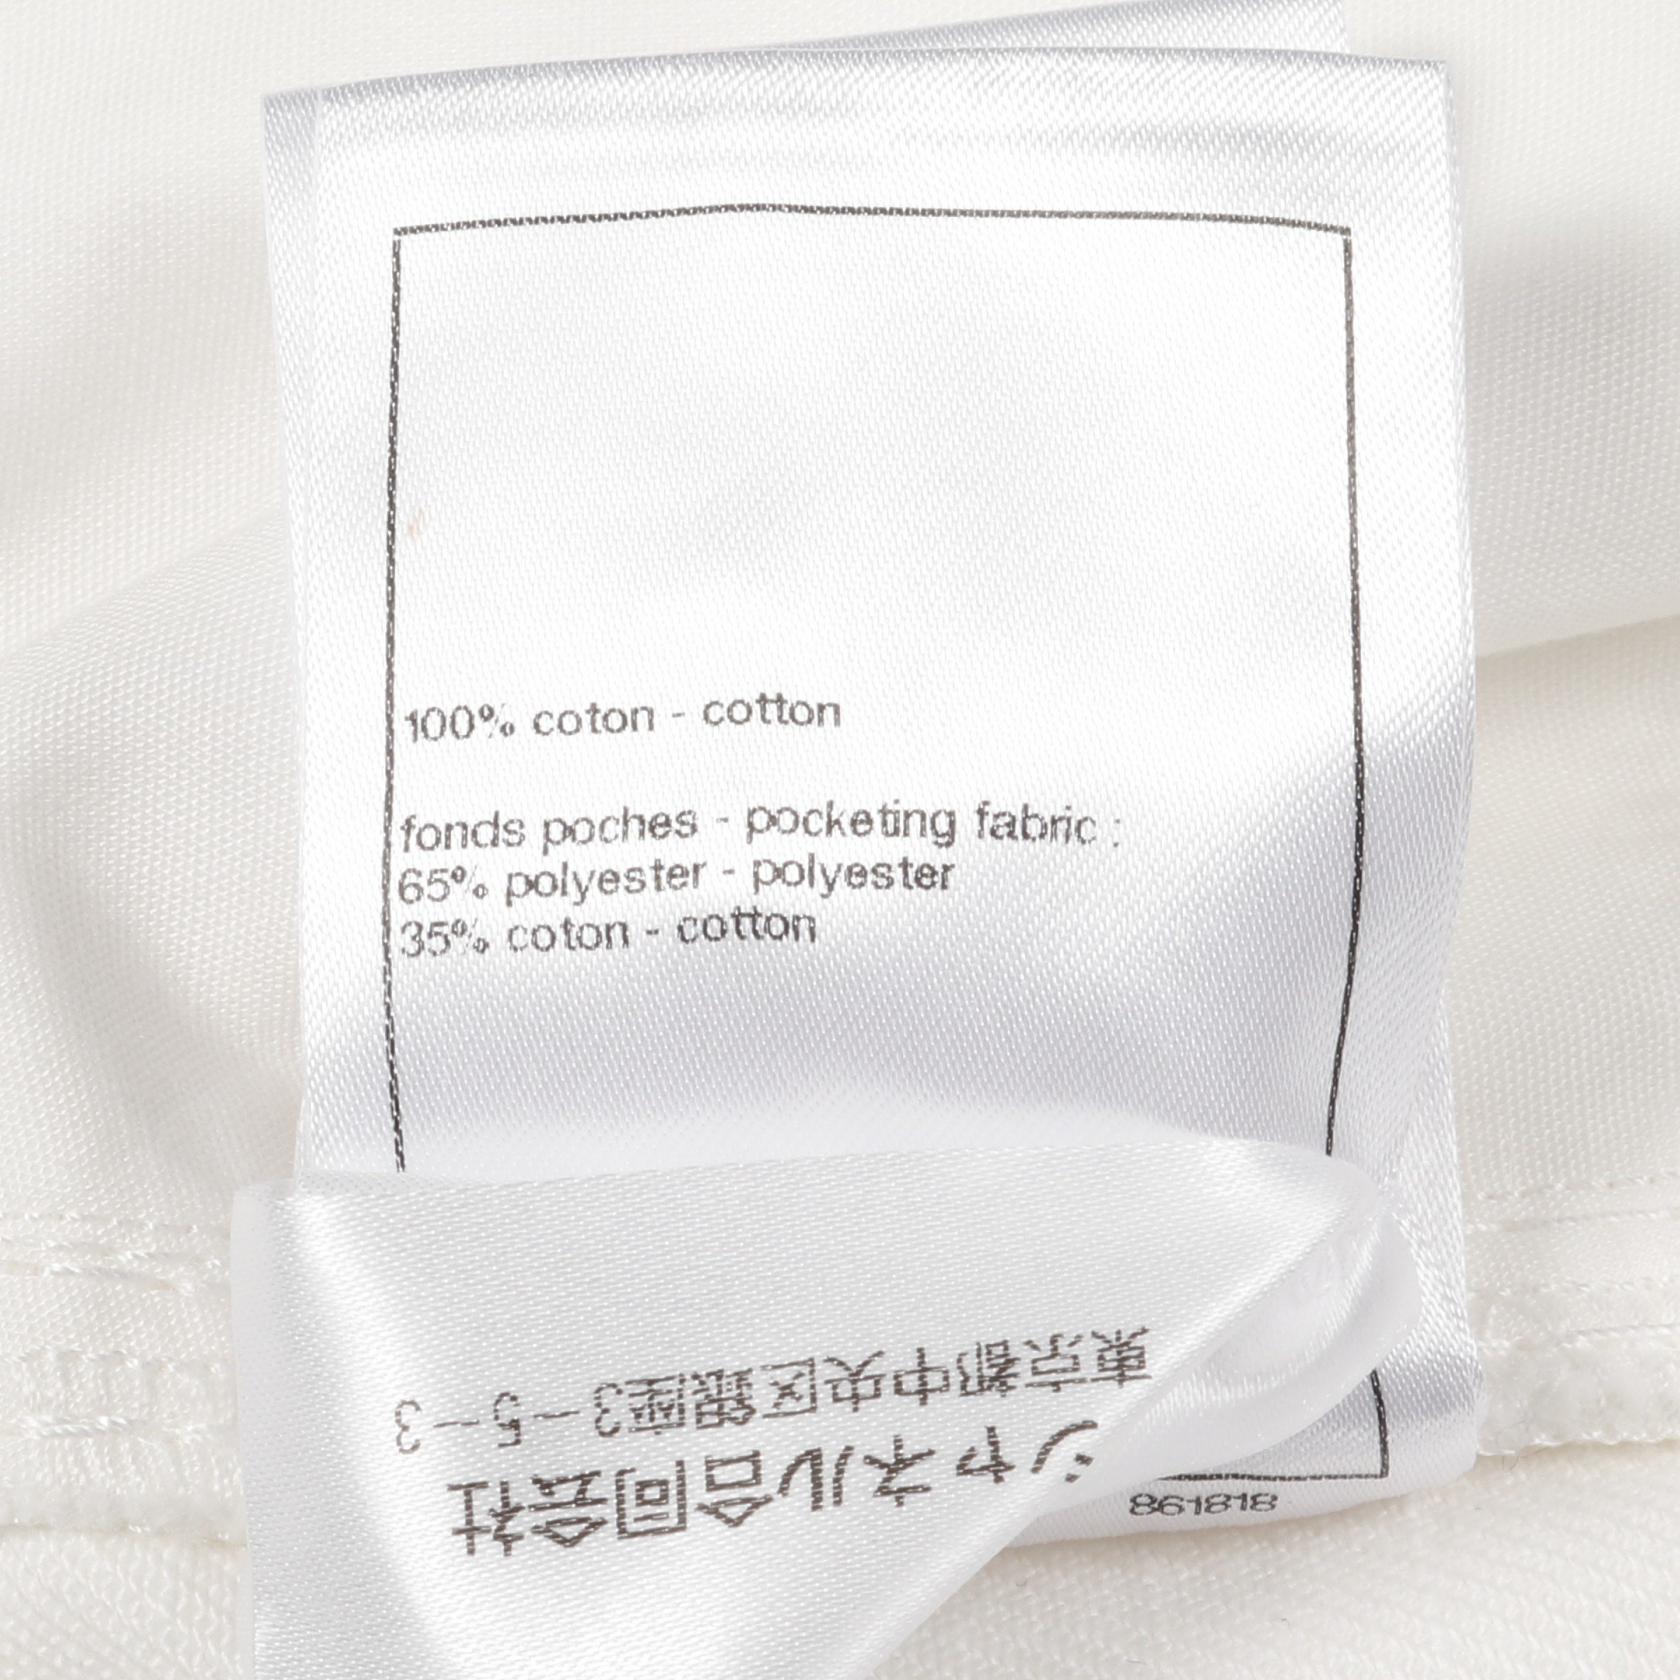 100% coton - cotton
fonds poches - pocketing fabric :
65% polyester - polyester
35% coton - cotton
861818
シャネル合同会社
東京都中央区銀座3-5-3